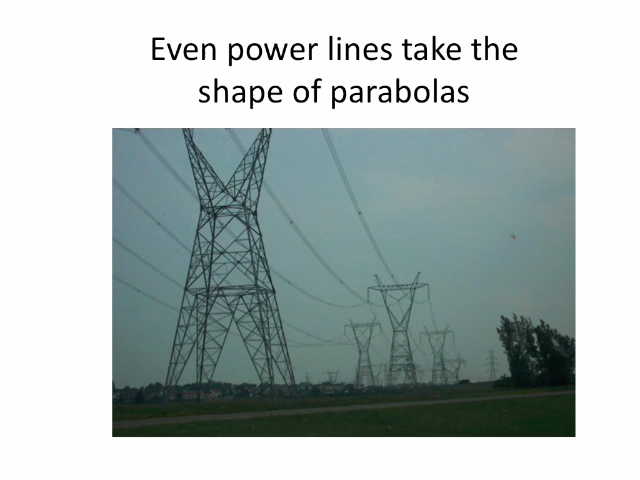 Even power lines take the
shape of parabolas